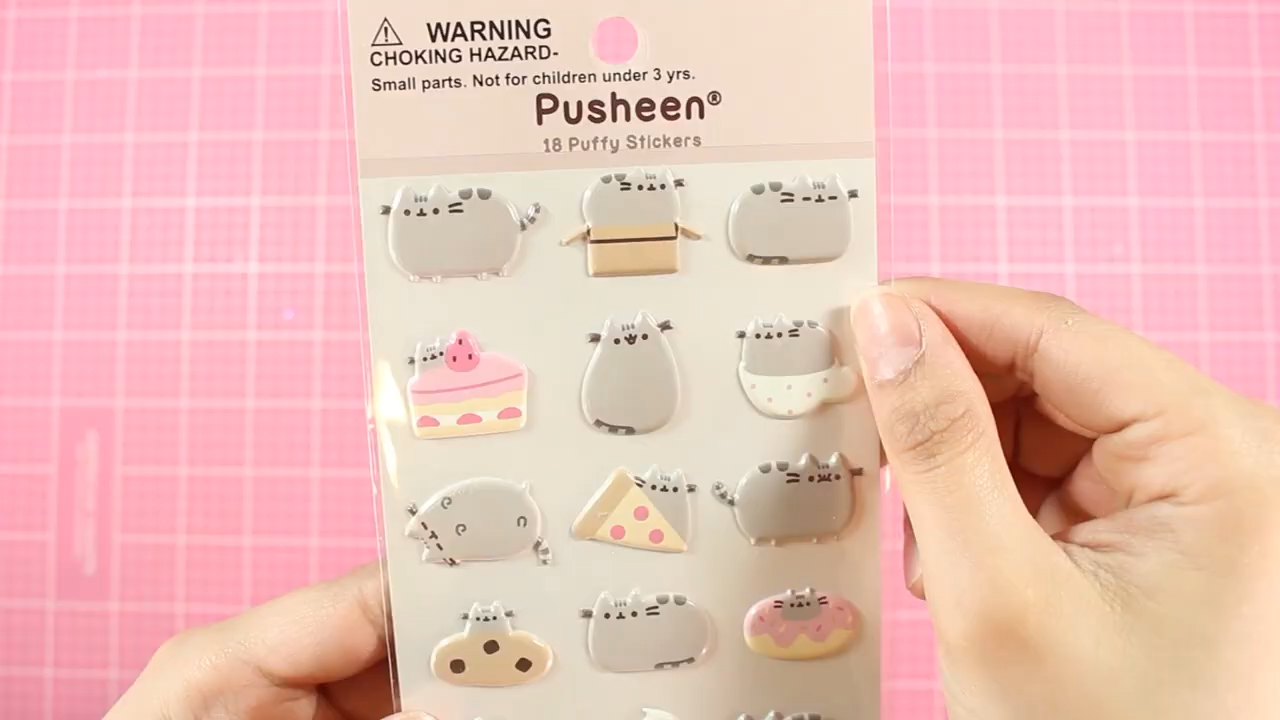 WARNING
CHOKING HAZARD-
Small parts. Not for children under 3 yrs.
Pusheen®
18 Puffy Stickers